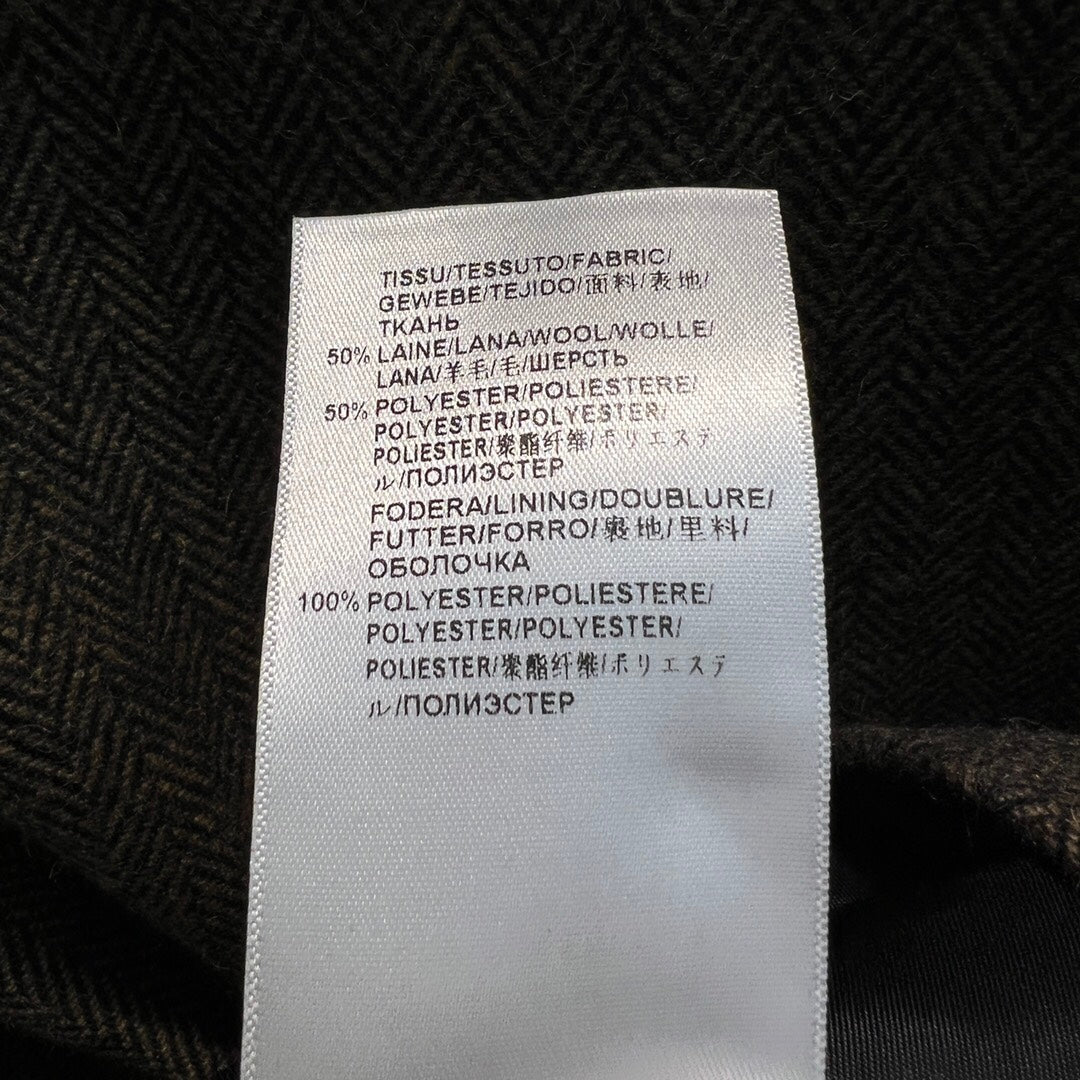 TISSU/TESSUTO/FABRIC/
GEWEBE/TEJIDO/面料/表地/
ТКАНЬ
50% LAINE/LANA/WOOL/WOLLE/
LANA/羊毛/毛/ШЕРСТЬ
50% POLYESTER/POLIESTERE/
POLYESTER/POLYESTER/
POLIESTER/聚酯纤维/ポリエステ
ル/ПОЛИЭСТЕР
FODERA/LINING/DOUBLURE/
FUTTER/FORRO/裏地/里料/
ОБОЛОЧКА
100% POLYESTER/POLIESTERE/
POLYESTER/POLYESTER/
POLIESTER/聚酯纤维/ポリエステ
ル/ПОЛИЭСТЕР